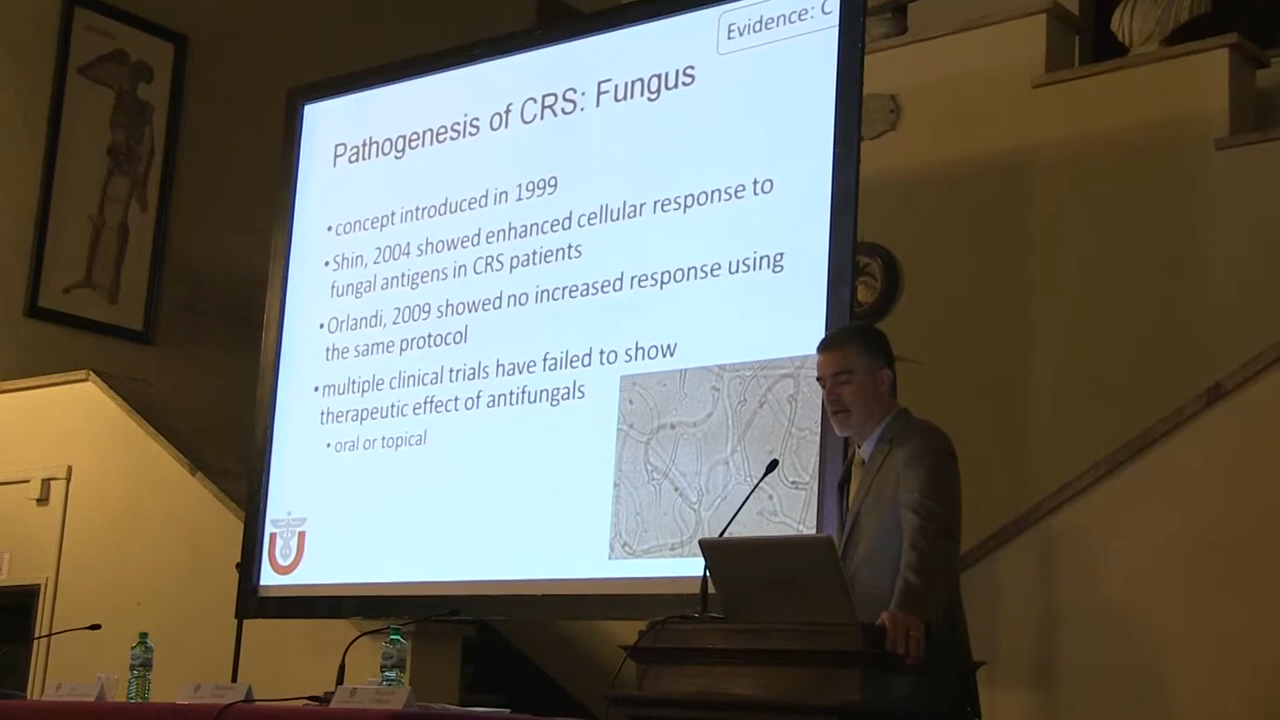 Evidence: C
Pathogenesis of CRS: Fungus
•concept introduced in 1999
•Shin, 2004 showed enhanced cellular response to
fungal antigens in CRS patients
•Orlandi, 2009 showed no increased response using
the same protocol
•multiple clinical trials have failed to show
therapeutic effect of antifungals
•oral or topical